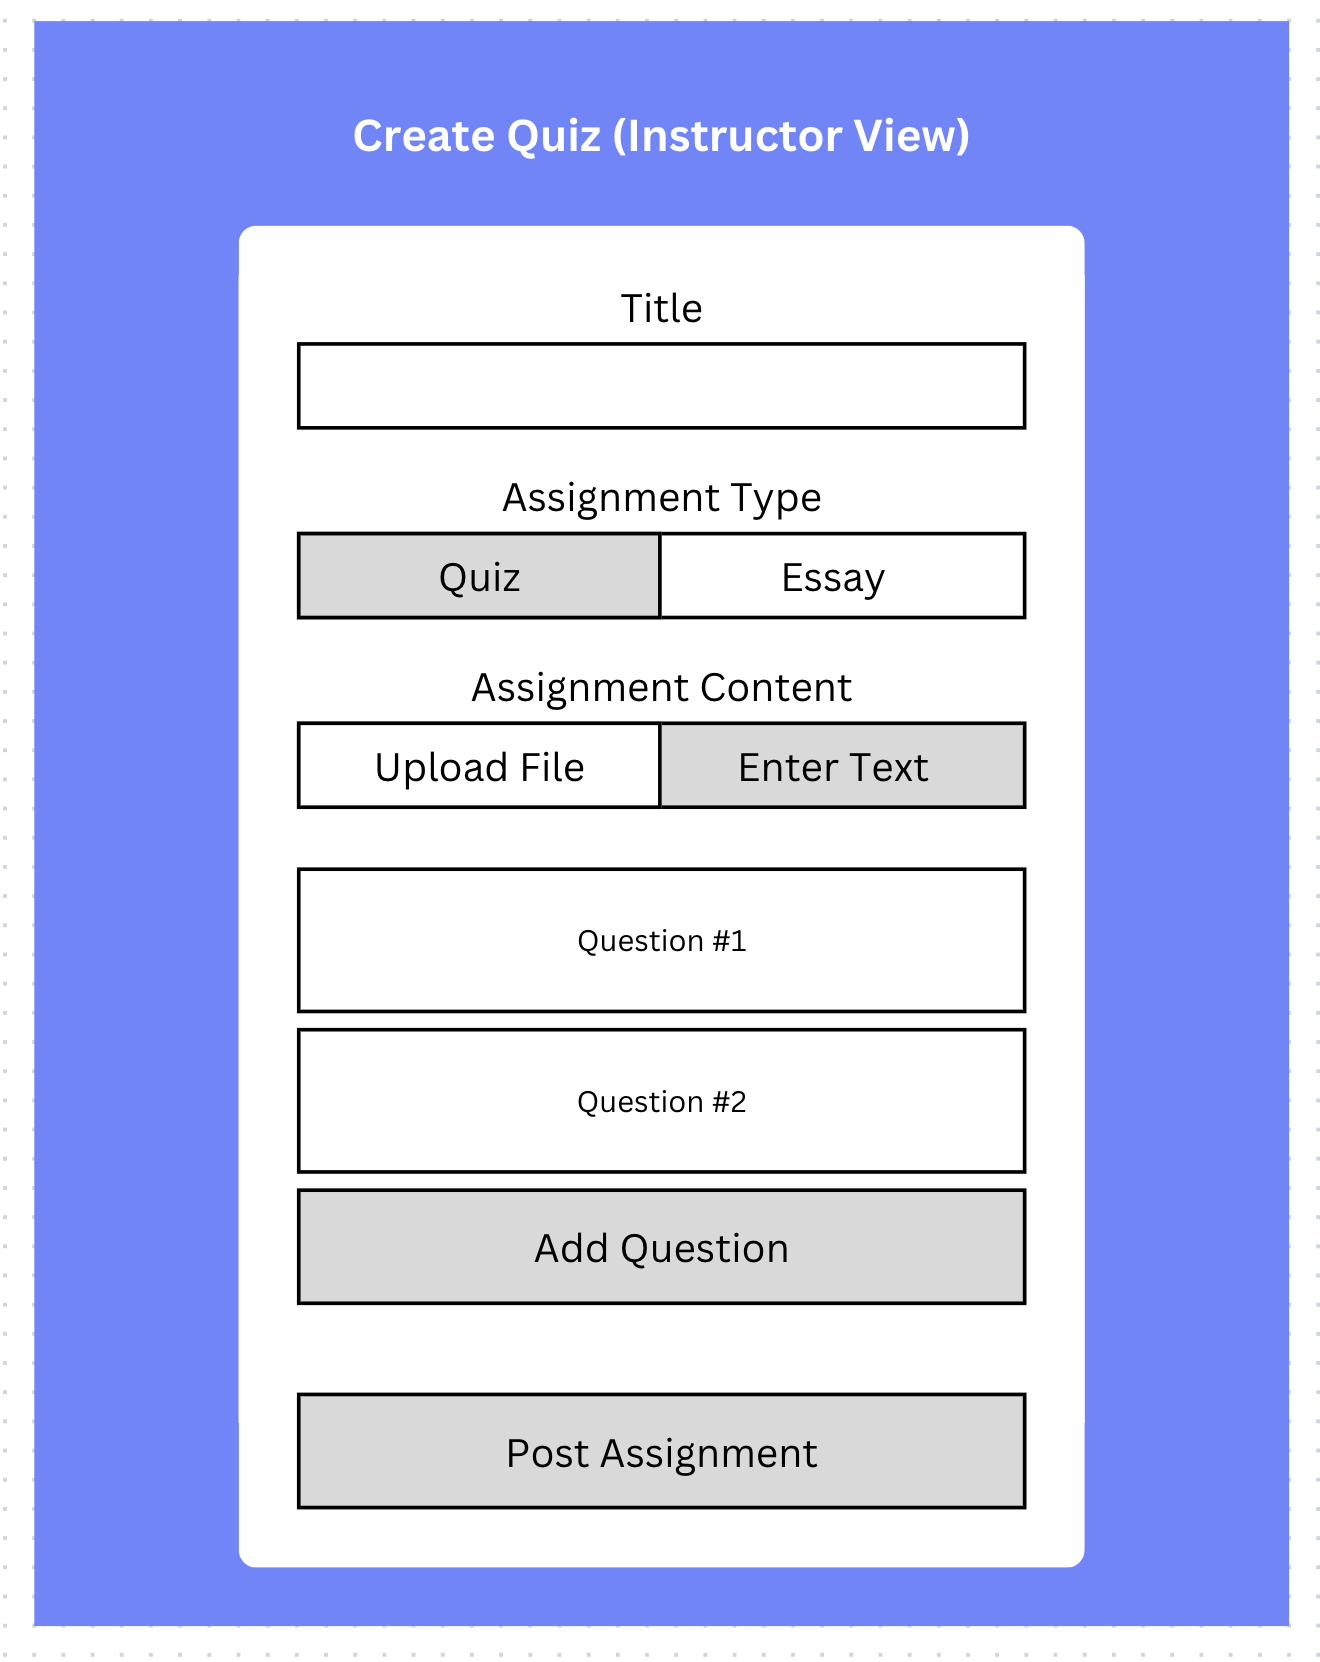 Create Quiz (Instructor View)
Title
Assignment Type
Quiz
Essay
Assignment Content
Upload File
Enter Text
Question #1
Question #2
Add Question
Post Assignment